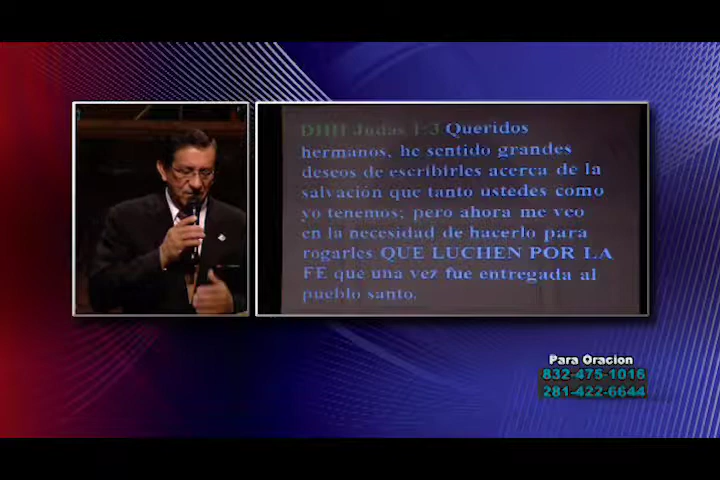 DHH Judas 1:3 Queridos
hermanos, he sentido grandes
deseos de escribirles acerca de la
salvación que tanto ustedes como
yo tenemos; pero ahora me veo
en la necesidad de hacerlo para
rogarles QUE LUCHEN POR LA
FE que una vez fue entregada al
pueblo santo.
Para Oracion
832-475-1016
281-422-6644